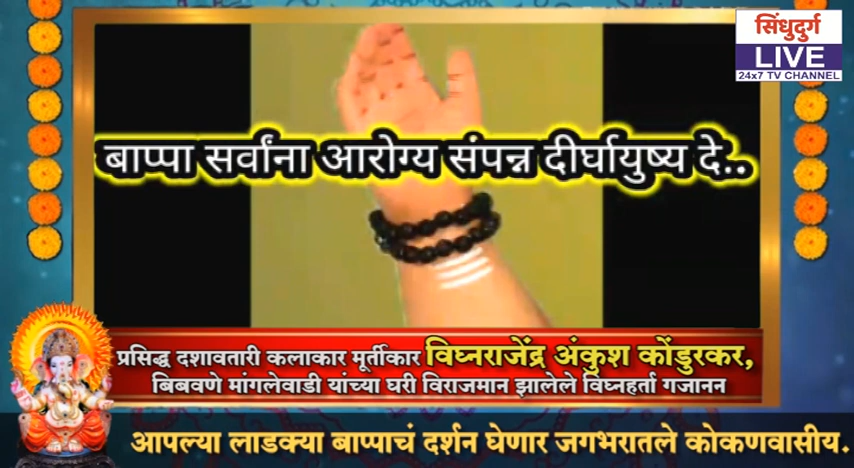 सिंधुदुर्ग
LIVE
24x7 TV CHANNEL
बाप्पा सर्वांना आरोग्य संपन्न दीर्घायुष्य दे..
प्रसिद्ध दशावतारी कलाकार मूर्तीकार विघ्नराजेंद्र अंकुश कोंडुरकर,
बिबवणे मांगलेवाडी यांच्या घरी विराजमान झालेले विघ्नहर्ता गजानन
आपल्या लाडक्या बाप्पाचं दर्शन घेणार जगभरातले कोकणवासीय.